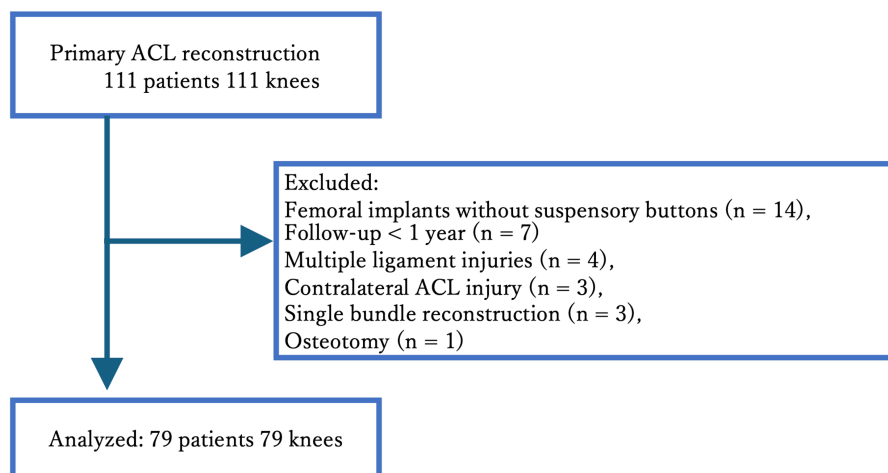 Primary ACL reconstruction
111 patients 111 knees
Excluded:
Femoral implants without suspensory buttons (n = 14),
Follow-up < 1 year (n = 7)
Multiple ligament injuries (n = 4),
Contralateral ACL injury (n = 3),
Single bundle reconstruction (n = 3),
Osteotomy (n = 1)
Analyzed: 79 patients 79 knees